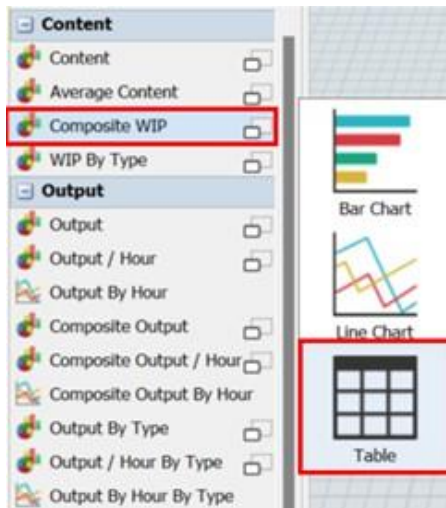 Content
Content
Average Content
Composite WIP
WIP By Type
Output
Output
Output / Hour
Output By Hour
Composite Output
Composite Output / Hour
Composite Output By Hour
Output By Type
Output / Hour By Type
Output By Hour By Type
Bar Chart
Line Chart
Table